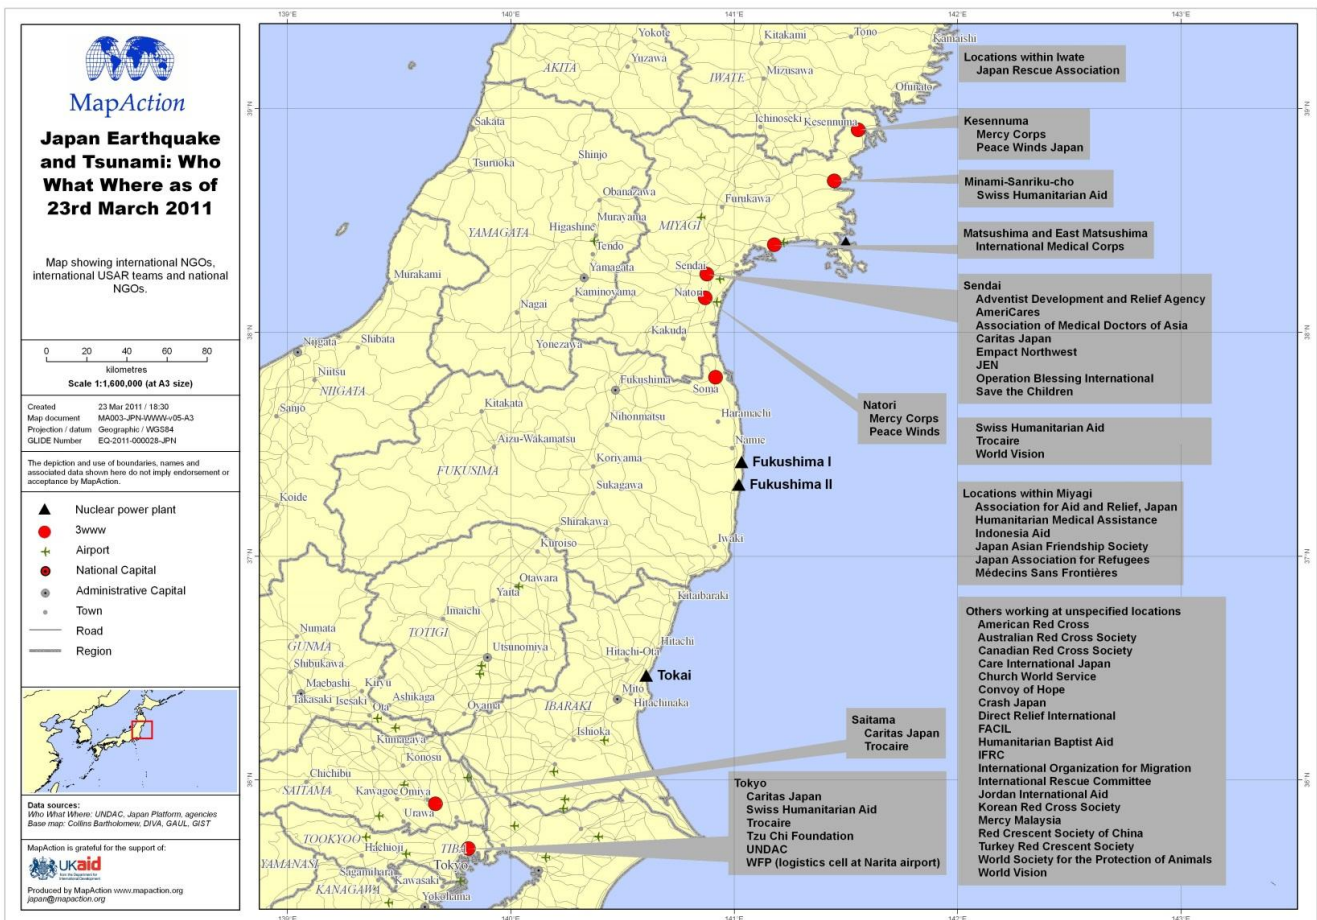 MapAction
Japan Earthquake
and Tsunami: Who
What Where as of
23rd March 2011
Map showing international NGOs,
international USAR teams and national
NGOs.
0 20 40 60 80
kilometres
Scale 1:1,600,000 (at A3 size)
Created 23 Mar 2011 / 18:30
Map document MA003-JPN-WWW-v05-A3
Projection / datum Geographic / WGS84
GLIDE Number EQ-2011-000028-JPN
The depiction and use of boundaries, names and
associated data shown here do not imply endorsement or
acceptance by MapAction.
Nuclear power plant
3www
Airport
National Capital
Administrative Capital
Town
Road
Region
Data sources:
Who What Where: UNDAC, Japan Platform, agencies
Base map: Collins Bartholomew, DIVA, GAUL, GIST
MapAction is grateful for the support of:
UKaid
from the Department for
International Development
Produced by MapAction www.mapaction.org
japan@mapaction.org
139°E
140°E
141°E
142°E
143°E
39°N
38°N
37°N
36°N
Yokote
Kitakami
Tono
Kamaishi
AKITA
Yuzawa
IWATE
Mizusawa
Ofunato
Sakata
Ichinoseki
Kesennuma
Tsuruoka
Shinjo
Obanazawa
Furukawa
Murayama
Higashine
MIYAGI
YAMAGATA
Tendo
Yamagata
Sendai
Murakami
Kaminoyama
Natori
Nagai
Kakuda
Niigata
Shibata
Yonezawa
Niitsu
NIIGATA
Fukushima
Soma
Sanjo
Kitakata
Nihonmatsu
Haramachi
Aizu-Wakamatsu
Namie
Koriyama
Fukushima I
FUKUSIMA
Sukagawa
Fukushima II
Koide
Shirakawa
Iwaki
Kuroiso
Otawara
Yaita
Kitaibaraki
Imaichi
TOTIGI
Numata
GUNMA
Utsunomiya
Hitachi
Hitachi-Ota
Shibukawa
Tokai
Maebashi
Kiryu
Ashikaga
Mito
Takasaki
Isesaki
Ota
Oyama
IBARAKI
Hitachinaka
Kumagaya
Ishioka
Konosu
Chichibu
SAITAMA
Kawagoe
Omiya
Urawa
TOOKYOO
Hachioji
TIBA
YAMANASI
Tokyo
Sagamihara
Kawasaki
KANAGAWA
Yokohama
Locations within Iwate
Japan Rescue Association
Kesennuma
Mercy Corps
Peace Winds Japan
Minami-Sanriku-cho
Swiss Humanitarian Aid
Matsushima and East Matsushima
International Medical Corps
Sendai
Adventist Development and Relief Agency
AmeriCares
Association of Medical Doctors of Asia
Caritas Japan
Empact Northwest
JEN
Operation Blessing International
Save the Children
Swiss Humanitarian Aid
Trocaire
World Vision
Natori
Mercy Corps
Peace Winds
Locations within Miyagi
Association for Aid and Relief, Japan
Humanitarian Medical Assistance
Indonesia Aid
Japan Asian Friendship Society
Japan Association for Refugees
Médecins Sans Frontières
Others working at unspecified locations
American Red Cross
Australian Red Cross Society
Canadian Red Cross Society
Care International Japan
Church World Service
Convoy of Hope
Crash Japan
Direct Relief International
FACIL
Humanitarian Baptist Aid
IFRC
International Organization for Migration
International Rescue Committee
Jordan International Aid
Korean Red Cross Society
Mercy Malaysia
Red Crescent Society of China
Turkey Red Crescent Society
World Society for the Protection of Animals
World Vision
Saitama
Caritas Japan
Trocaire
Tokyo
Caritas Japan
Swiss Humanitarian Aid
Trocaire
Tzu Chi Foundation
UNDAC
WFP (logistics cell at Narita airport)